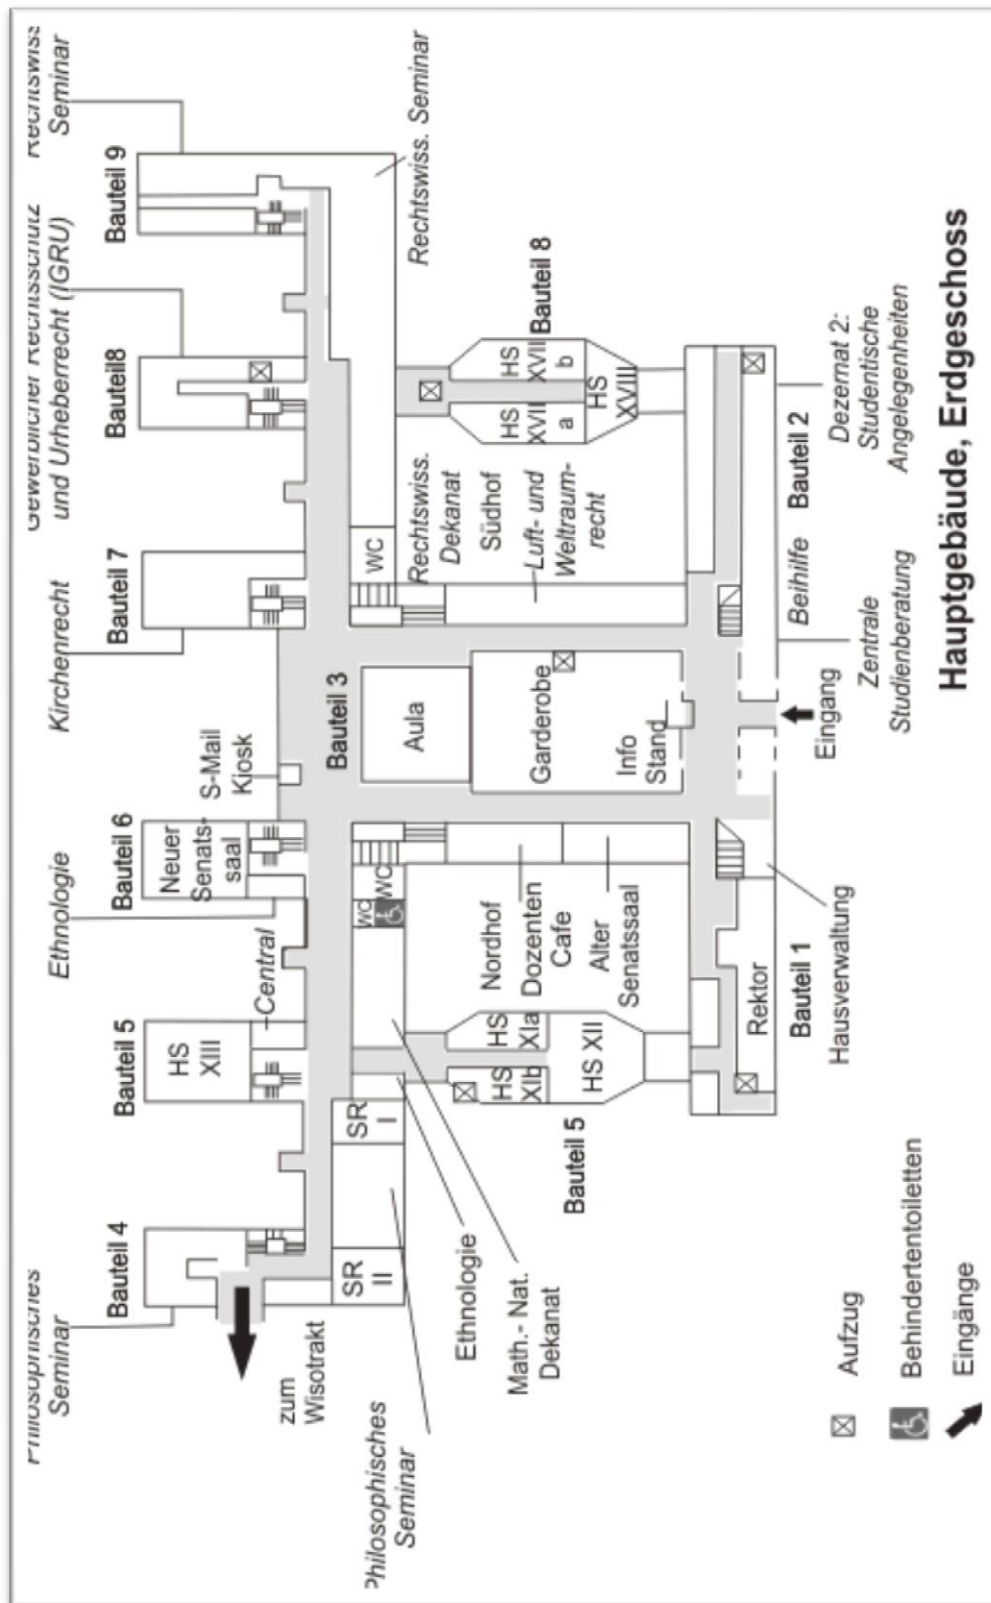 Rechtswiss
Seminar
Bauteil 9
Gewerblicher Rechtsschutz
und Urheberrecht (IGRU)
Bauteil8
Kirchenrecht
Bauteil 7
S-Mail
Kiosk
Ethnologie
Bauteil 6
Neuer
Senats-
saal
Central
Bauteil 5
HS
XIII
Philosophisches
Seminar
Bauteil 4
zum
Wisotrakt
SR
II
SR
I
WC
WC
Bauteil 3
Aula
Garderobe
Info
Stand
WC
Rechtswiss. Seminar
Rechtswiss.
Dekanat
Südhof
Luft- und
Weltraum-
recht
HS
XVII
a
HS
XVII
b
HS
XVIII
Bauteil 8
Nordhof
Dozenten
Cafe
Alter
Senatssaal
HS
XIb
HS
XIa
HS XII
Bauteil 5
Philosophisches
Seminar
Ethnologie
Math.- Nat.
Dekanat
Rektor
Bauteil 1
Hausverwaltung
Eingang
Beihilfe
Bauteil 2
Zentrale
Studienberatung
Dezernat 2:
Studentische
Angelegenheiten
Aufzug
Behindertentoiletten
Eingänge
Hauptgebäude, Erdgeschoss